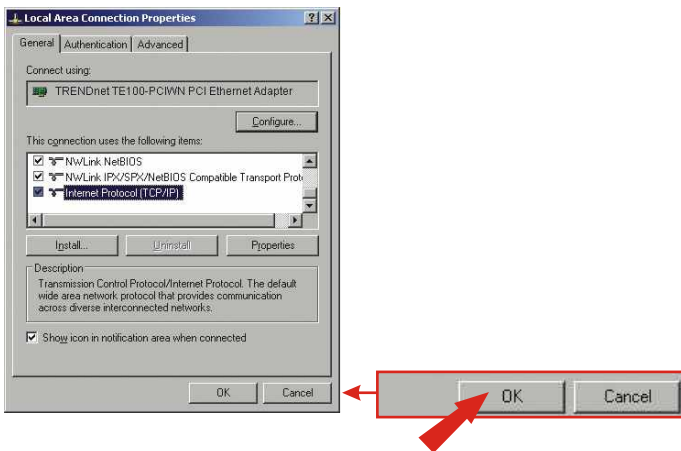 Local Area Connection Properties
General Authentication Advanced
Connect using:
TRENDnet TE100-PCIWN PCI Ethernet Adapter
Configure...
This connection uses the following items:
NWLink NetBIOS
NWLink IPX/SPX/NetBIOS Compatible Transport Prot
Internet Protocol (TCP/IP)
Install... Uninstall Properties
Description
Transmission Control Protocol/Internet Protocol. The default
wide area network protocol that provides communication
across diverse interconnected networks.
Show icon in notification area when connected
OK Cancel
OK Cancel